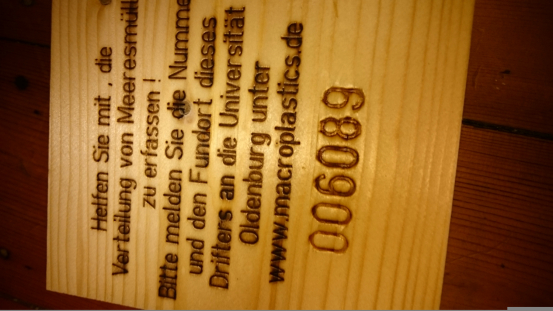 Helfen Sie mit , die
Verteilung von Meeresmüll
zu erfassen !
Bitte melden Sie die Numme
und den Fundort dieses
Drifters an die Universität
Oldenburg unter
www.macroplastics.de
006089